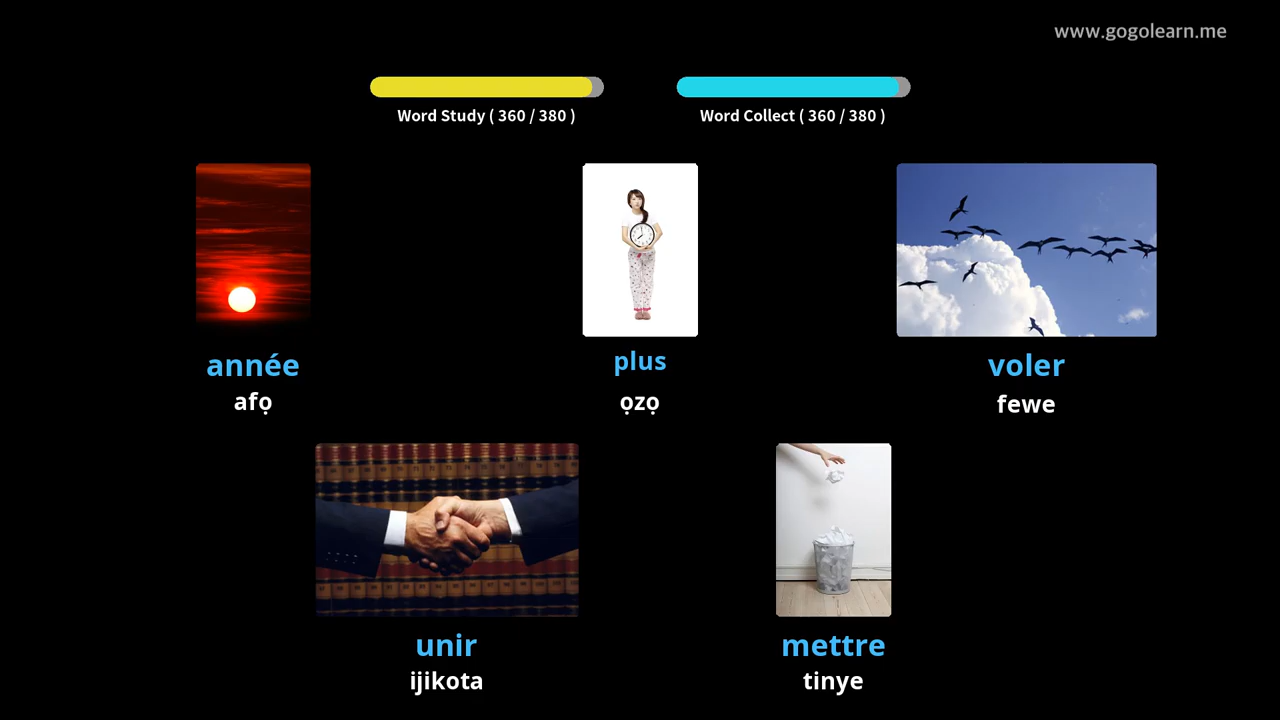 www.gogolearn.me
Word Study ( 360 / 380 )
Word Collect ( 360 / 380 )
année
plus
voler
afọ
ọzọ
fewe
unir
mettre
ijikota
tinye